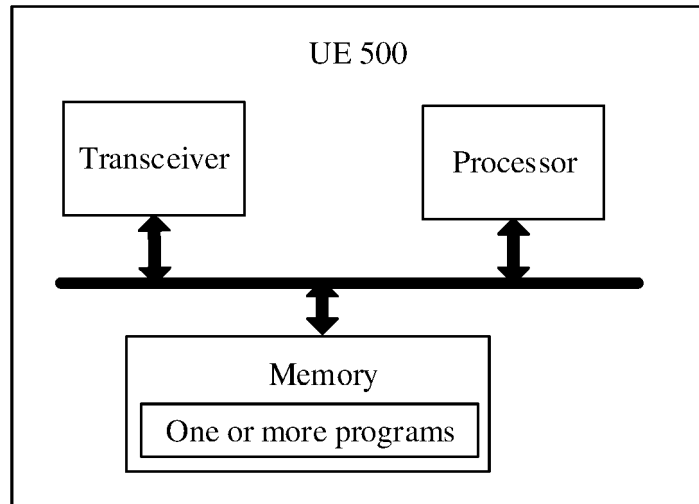 UE 500
Transceiver
Processor
Memory
One or more programs